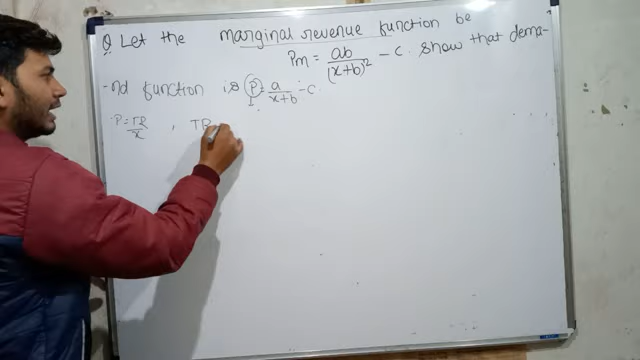 Q. Let the marginal revenue function be
Pm = ab/(x+b)² - c. show that dema-
-nd function is P = a/x+b - c.
P = TR/x , TR